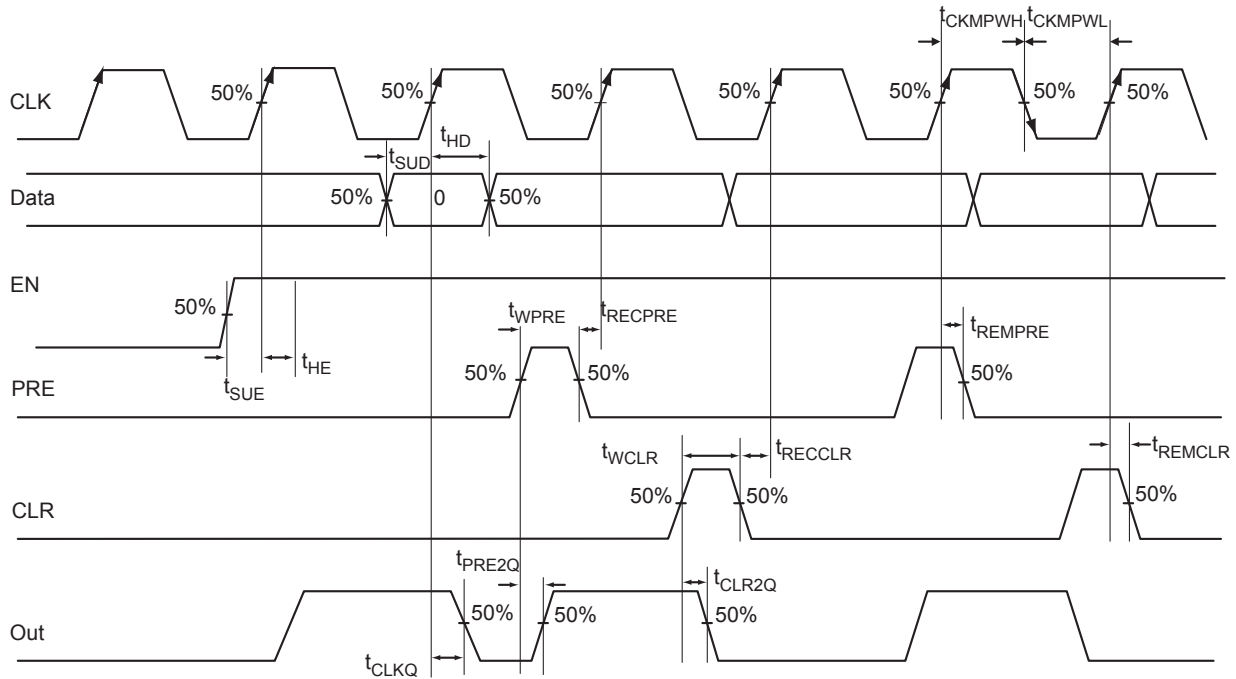 tCKMPWH tCKMPWL
CLK 50% 50% 50% 50% 50% 50% 50%
tSUD tHD
Data 50% 0 50%
EN 50%
tWPRE tRECPRE tREMPRE
tSUE tHE
PRE 50% 50% 50%
tWCLR tRECCLR tREMCLR
CLR 50% 50% 50%
tPRE2Q tCLR2Q
Out 50% 50% 50%
tCLKQ